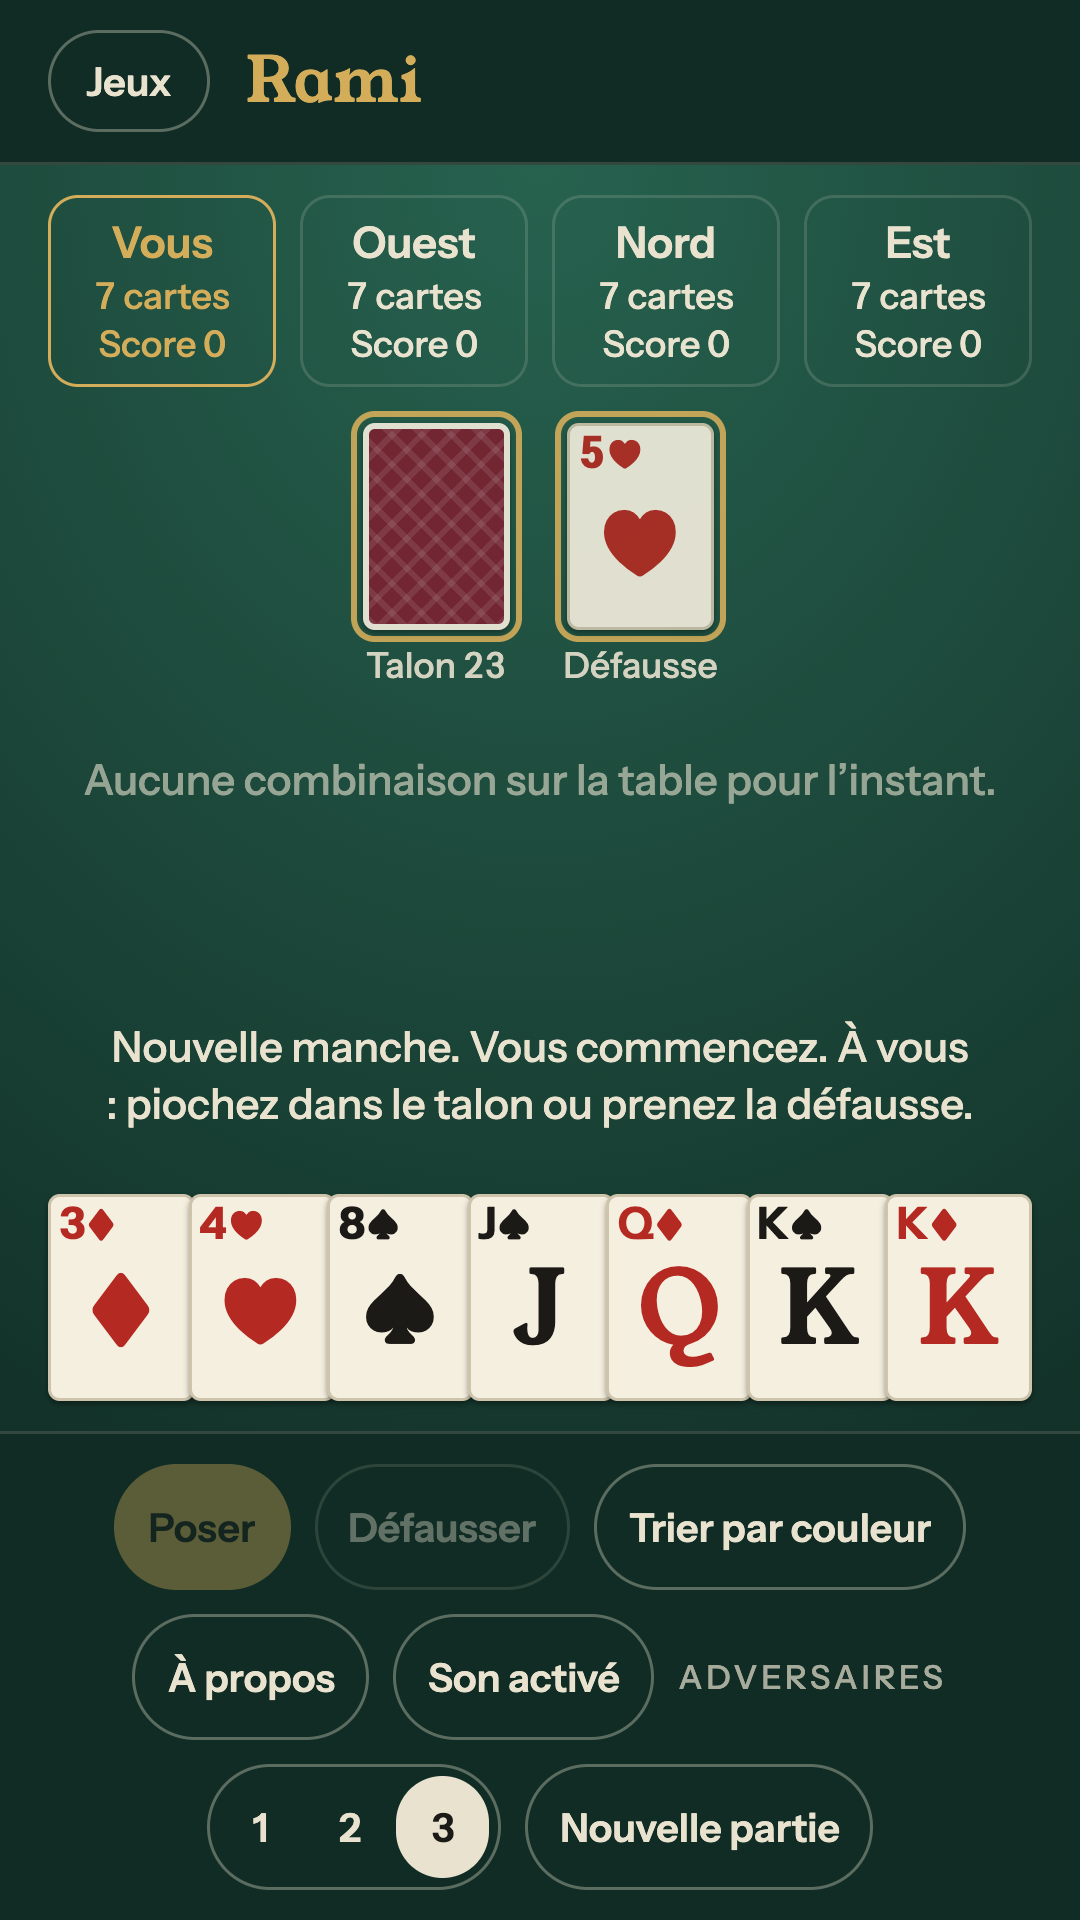 Jeux Rami
Vous Ouest Nord Est
7 cartes 7 cartes 7 cartes 7 cartes
Score 0 Score 0 Score 0 Score 0
5
Talon 23 Défausse
Aucune combinaison sur la table pour l’instant.
Nouvelle manche. Vous commencez. À vous
: piochez dans le talon ou prenez la défausse.
3 4 8 J Q K K
J Q K K
Poser Défausser Trier par couleur
À propos Son activé ADVERSAIRES
1 2 3 Nouvelle partie